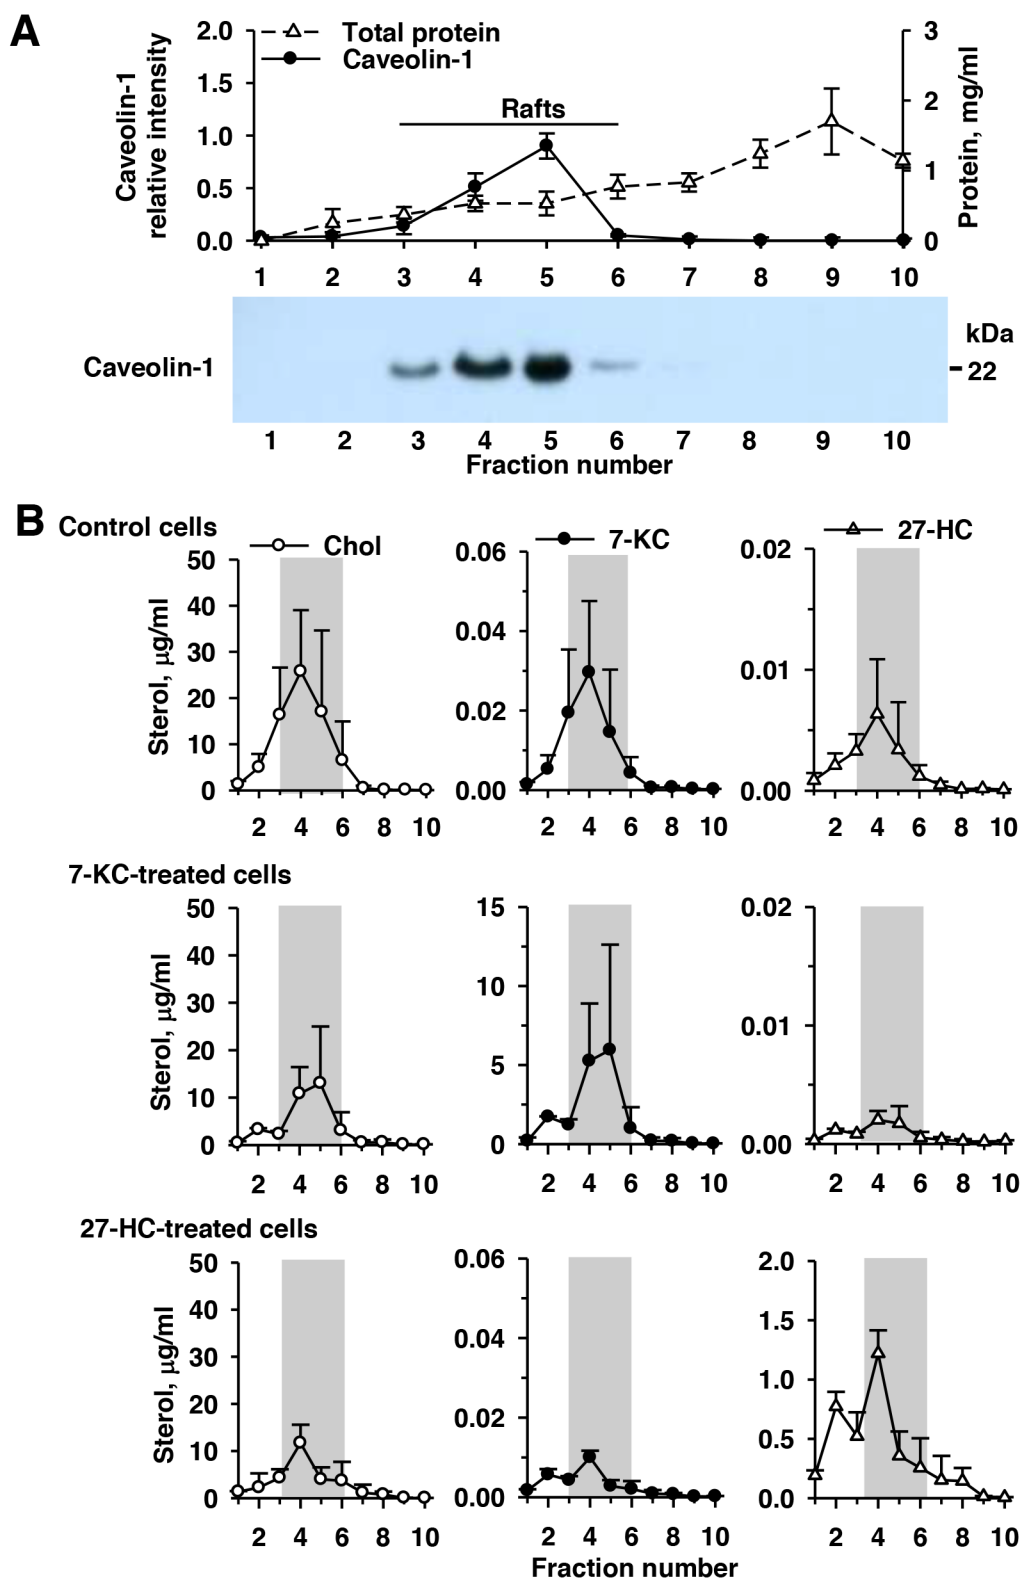 A
Total protein
Caveolin-1
Caveolin-1
relative intensity
2.0
1.5
1.0
0.5
0.0
Rafts
3
2
1
0
Protein, mg/ml
1 2 3 4 5 6 7 8 9 10
Caveolin-1
kDa
22
1 2 3 4 5 6 7 8 9 10
Fraction number
B
Control cells
Chol
7-KC
27-HC
Sterol, µg/ml
50
40
30
20
10
0
2 4 6 8 10
0.06
0.04
0.02
0.00
2 4 6 8 10
0.02
0.01
0.00
2 4 6 8 10
7-KC-treated cells
Sterol, µg/ml
50
40
30
20
10
0
2 4 6 8 10
15
10
5
0
2 4 6 8 10
0.02
0.01
0.00
2 4 6 8 10
27-HC-treated cells
Sterol, µg/ml
50
40
30
20
10
0
2 4 6 8 10
0.06
0.04
0.02
0.00
2 4 6 8 10
2.0
1.5
1.0
0.5
0.0
2 4 6 8 10
Fraction number